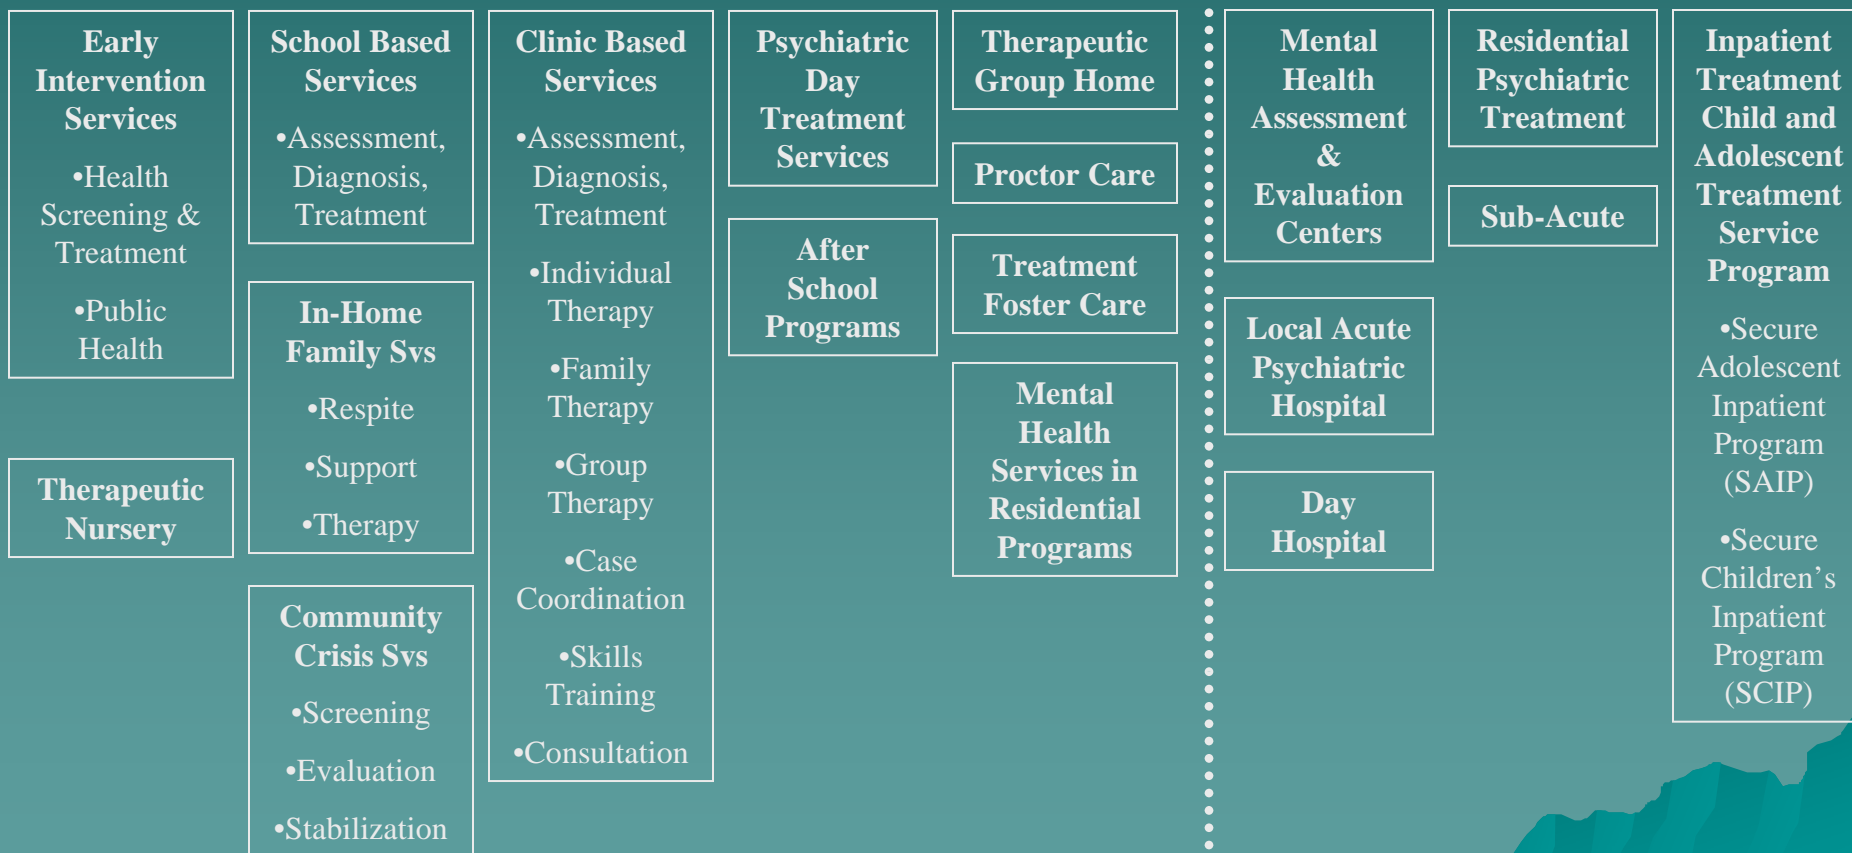 Early
Intervention
Services
•Health
Screening &
Treatment
•Public
Health
Therapeutic
Nursery
School Based
Services
•Assessment,
Diagnosis,
Treatment
In-Home
Family Svs
•Respite
•Support
•Therapy
Community
Crisis Svs
•Screening
•Evaluation
•Stabilization
Clinic Based
Services
•Assessment,
Diagnosis,
Treatment
•Individual
Therapy
•Family
Therapy
•Group
Therapy
•Case
Coordination
•Skills
Training
•Consultation
Psychiatric
Day
Treatment
Services
After
School
Programs
Therapeutic
Group Home
Proctor Care
Treatment
Foster Care
Mental
Health
Services in
Residential
Programs
Mental
Health
Assessment
&
Evaluation
Centers
Local Acute
Psychiatric
Hospital
Day
Hospital
Residential
Psychiatric
Treatment
Sub-Acute
Inpatient
Treatment
Child and
Adolescent
Treatment
Service
Program
•Secure
Adolescent
Inpatient
Program
(SAIP)
•Secure
Children’s
Inpatient
Program
(SCIP)